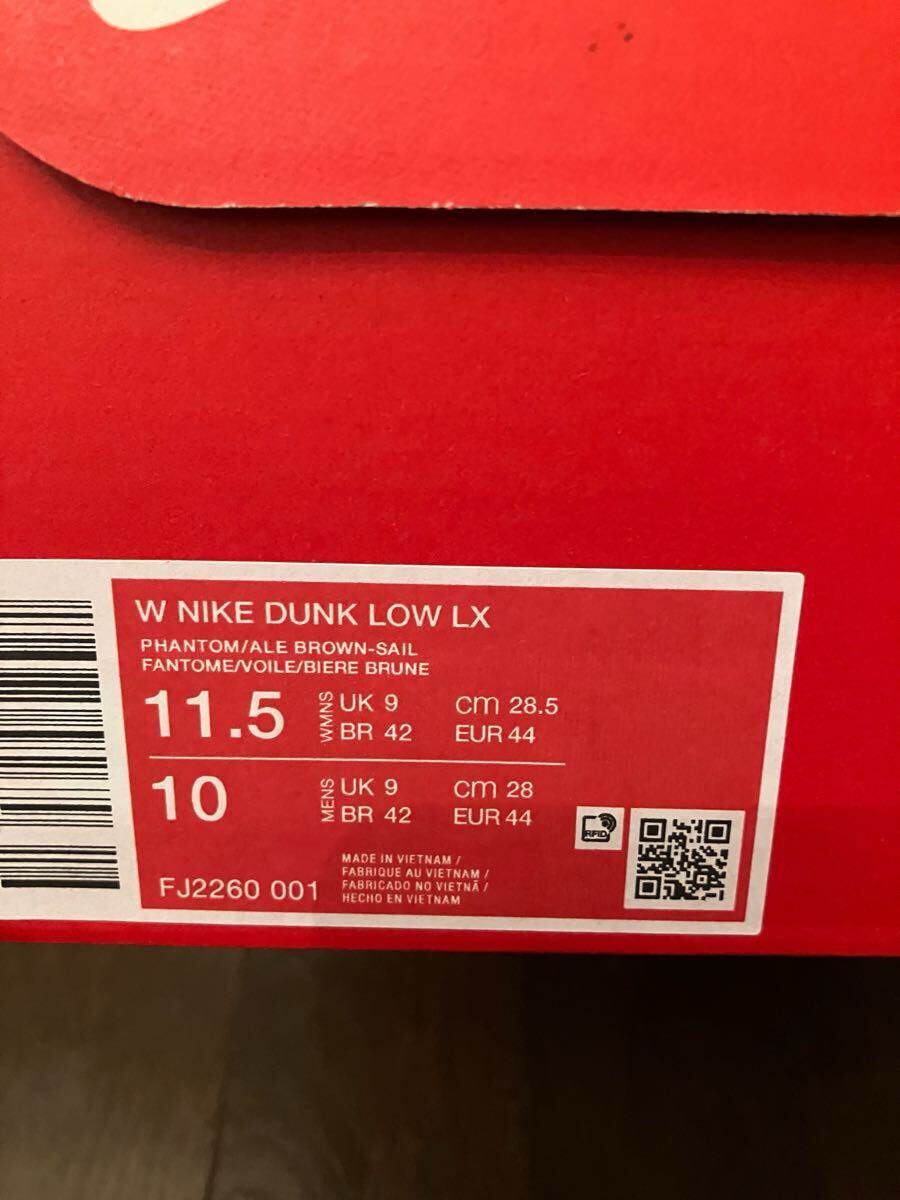 W NIKE DUNK LOW LX
PHANTOM/ALE BROWN-SAIL
FANTOME/VOILE/BIERE BRUNE
11.5 WMNS UK 9 cm 28.5
BR 42 EUR 44
10 MENS UK 9 cm 28
BR 42 EUR 44
RFID
MADE IN VIETNAM /
FABRIQUE AU VIETNAM /
FABRICADO NO VIETNÃ /
HECHO EN VIETNAM
FJ2260 001